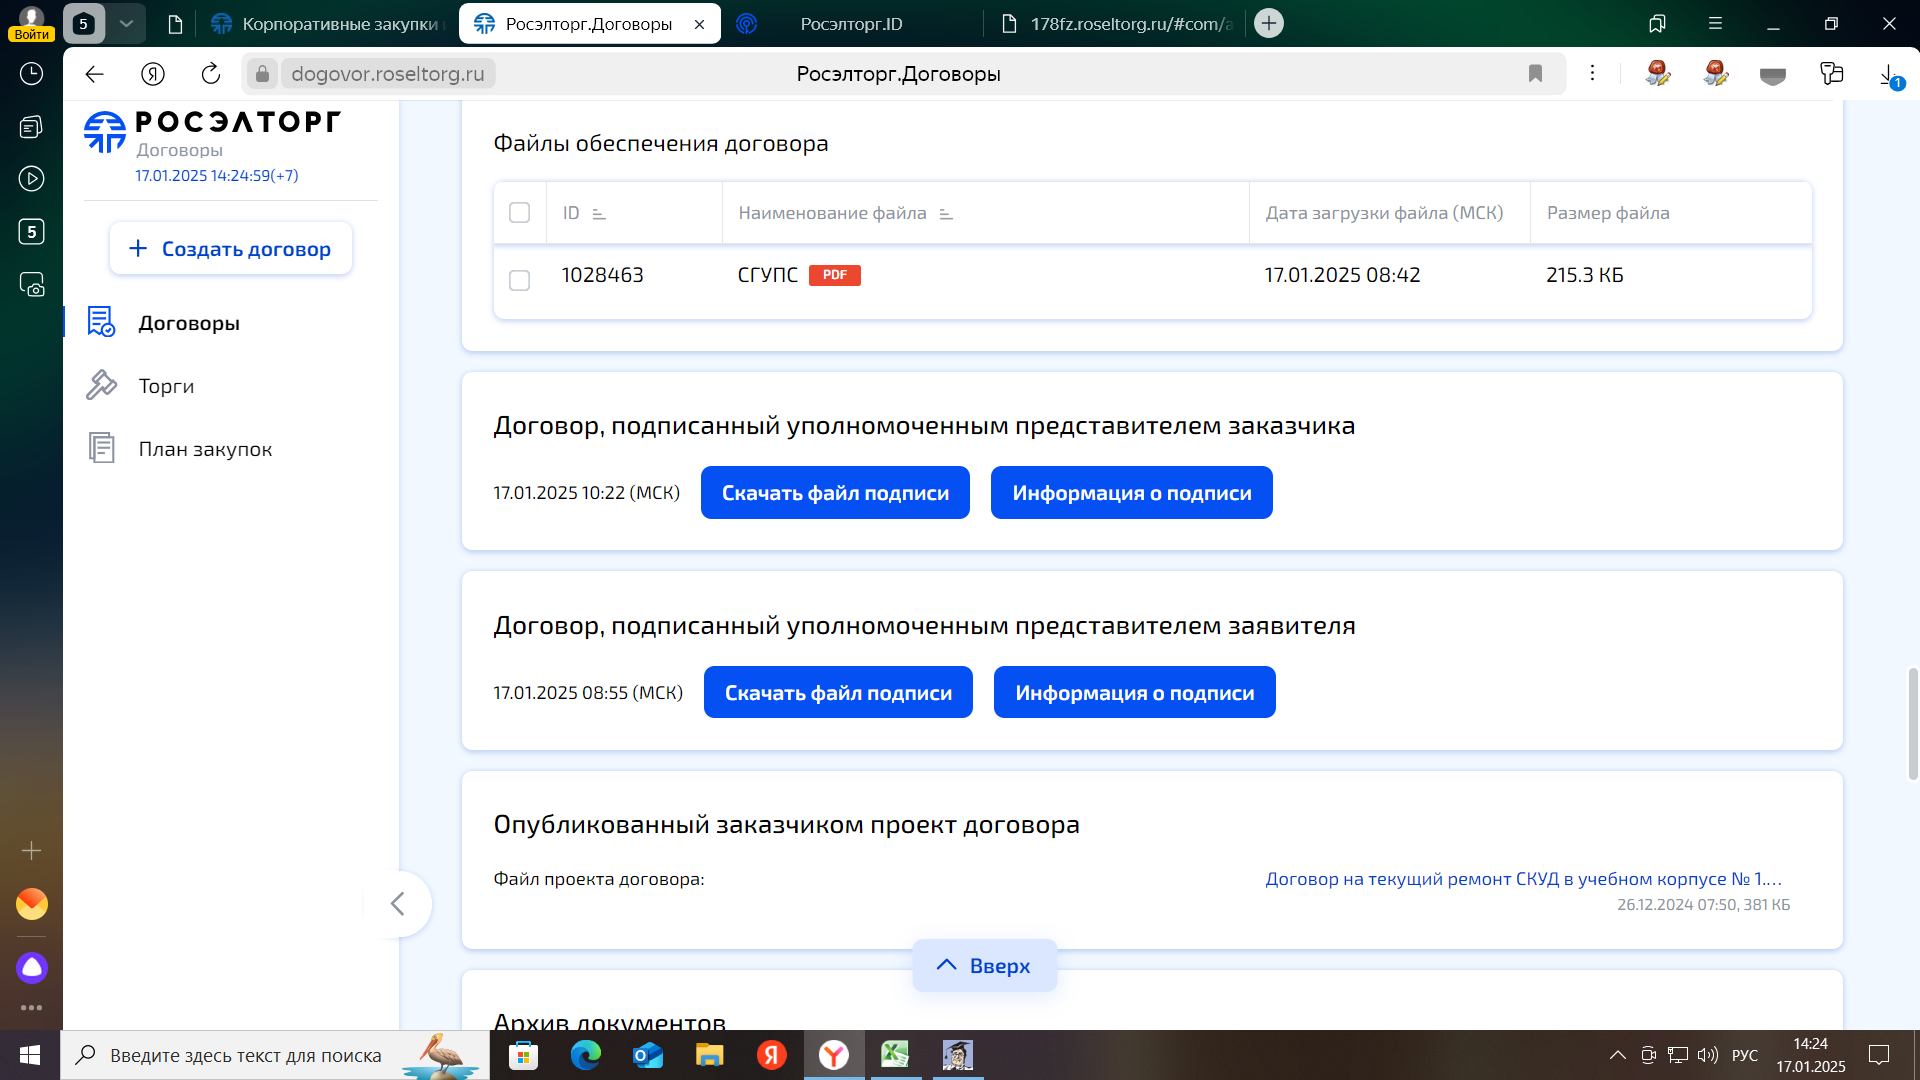 Войти
5
Корпоративные закупки
Росэлторг.Договоры
Росэлторг.ID
178fz.roseltorg.ru/#com/a
dogovor.roseltorg.ru
Росэлторг.Договоры
1
5
РОСЭЛТОРГ
Договоры
17.01.2025 14:24:59(+7)
Создать договор
Договоры
Торги
План закупок
Файлы обеспечения договора
ID Наименование файла Дата загрузки файла (МСК) Размер файла
1028463 СГУПС PDF 17.01.2025 08:42 215.3 КБ
Договор, подписанный уполномоченным представителем заказчика
17.01.2025 10:22 (МСК) Скачать файл подписи Информация о подписи
Договор, подписанный уполномоченным представителем заявителя
17.01.2025 08:55 (МСК) Скачать файл подписи Информация о подписи
Опубликованный заказчиком проект договора
Файл проекта договора: Договор на текущий ремонт СКУД в учебном корпусе № 1....
26.12.2024 07:50, 381 КБ
Вверх
Архив документов
Введите здесь текст для поиска
РУС
14:24
17.01.2025